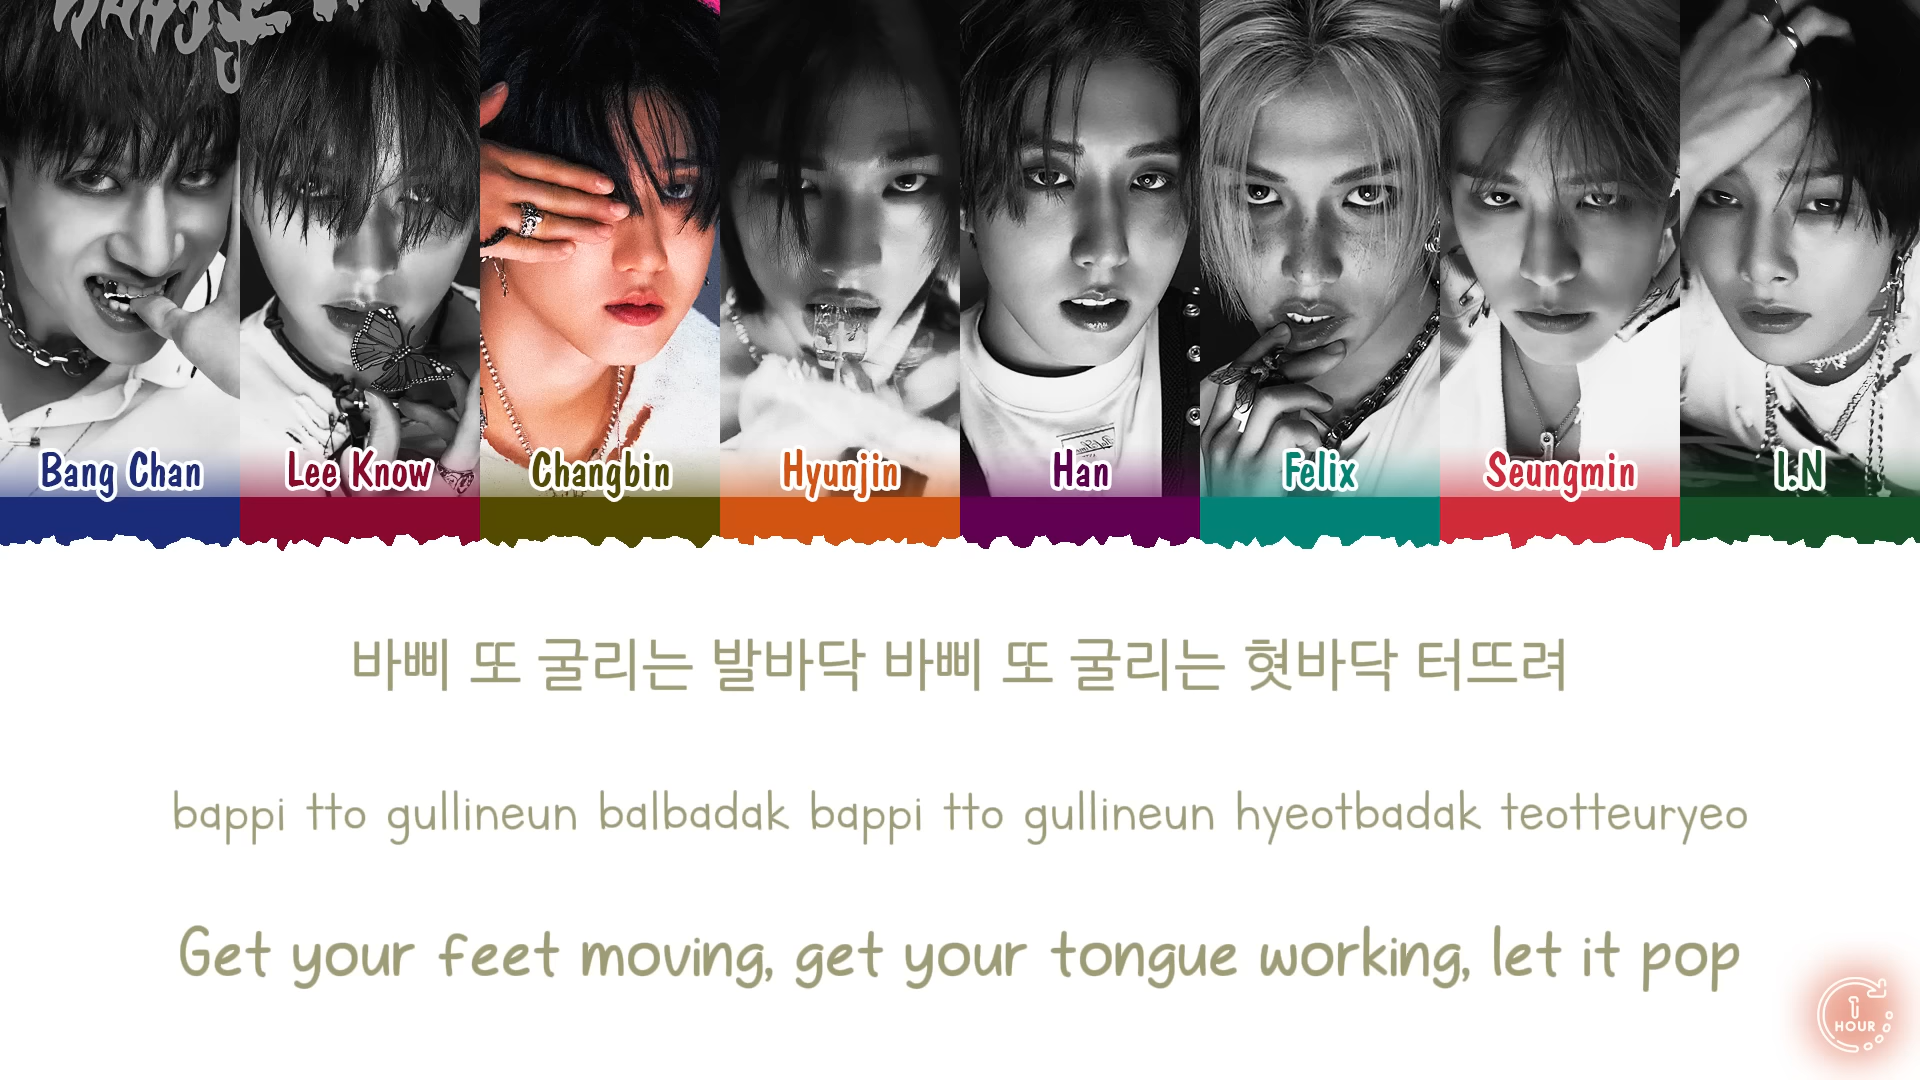 Bang Chan Lee Know Changbin Hyunjin Han Felix Seungmin I.N
바삐 또 굴리는 발바닥 바삐 또 굴리는 혓바닥 터뜨려
bappi tto gullineun balbadak bappi tto gullineun hyeotbadak teotteuryeo
Get your feet moving, get your tongue working, let it pop
1
HOUR